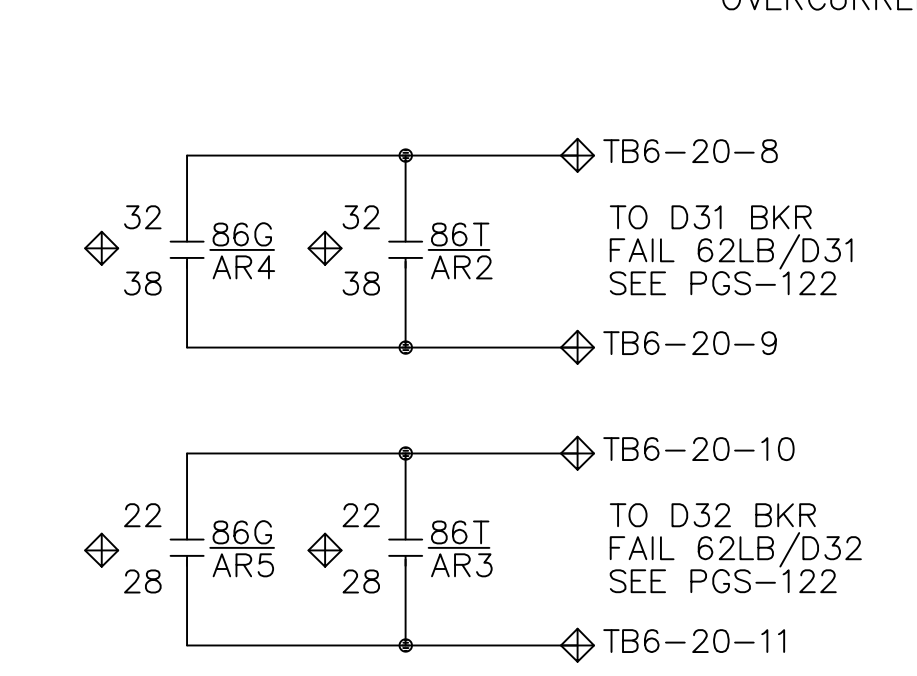 TB6-20-8
32
86G
AR4
38
32
86T
AR2
38
TO D31 BKR
FAIL 62LB/D31
SEE PGS-122
TB6-20-9
TB6-20-10
22
86G
AR5
28
22
86T
AR3
28
TO D32 BKR
FAIL 62LB/D32
SEE PGS-122
TB6-20-11